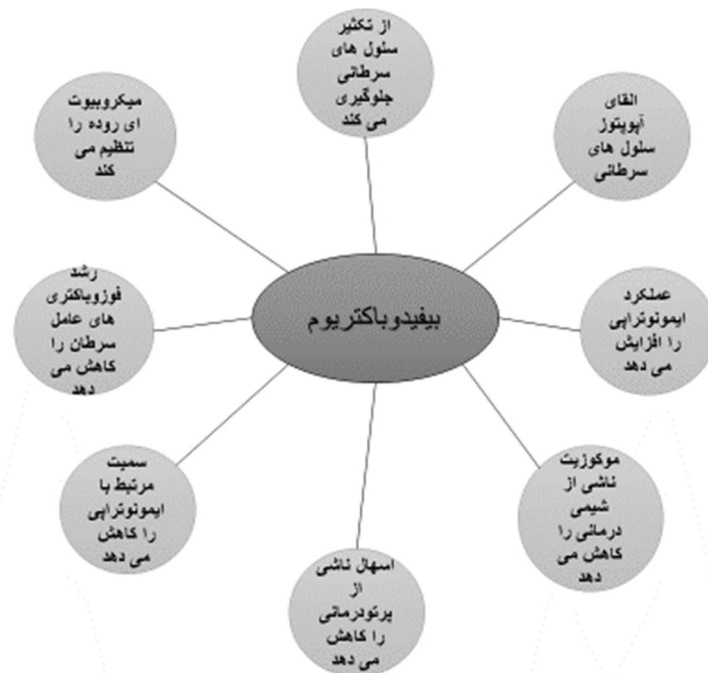 از تکثیر
سلول های
سرطانی
جلوگیری
می کند
القای
آپوپتوز
سلول های
سرطانی
عملکرد
ایمونوتراپی
را افزایش
می دهد
موکوزیت
ناشی از
شیمی
درمانی را
کاهش می
دهد
اسهال ناشی
از
پرتودرمانی
را کاهش
می دهد
سمیت
مرتبط با
ایمونوتراپی
را کاهش
می دهد
رشد
فوزوباکتری
های عامل
سرطان را
کاهش می
دهد
میکروبیوت
ای روده را
تنظیم می
کند
بیفیدوباکتریوم